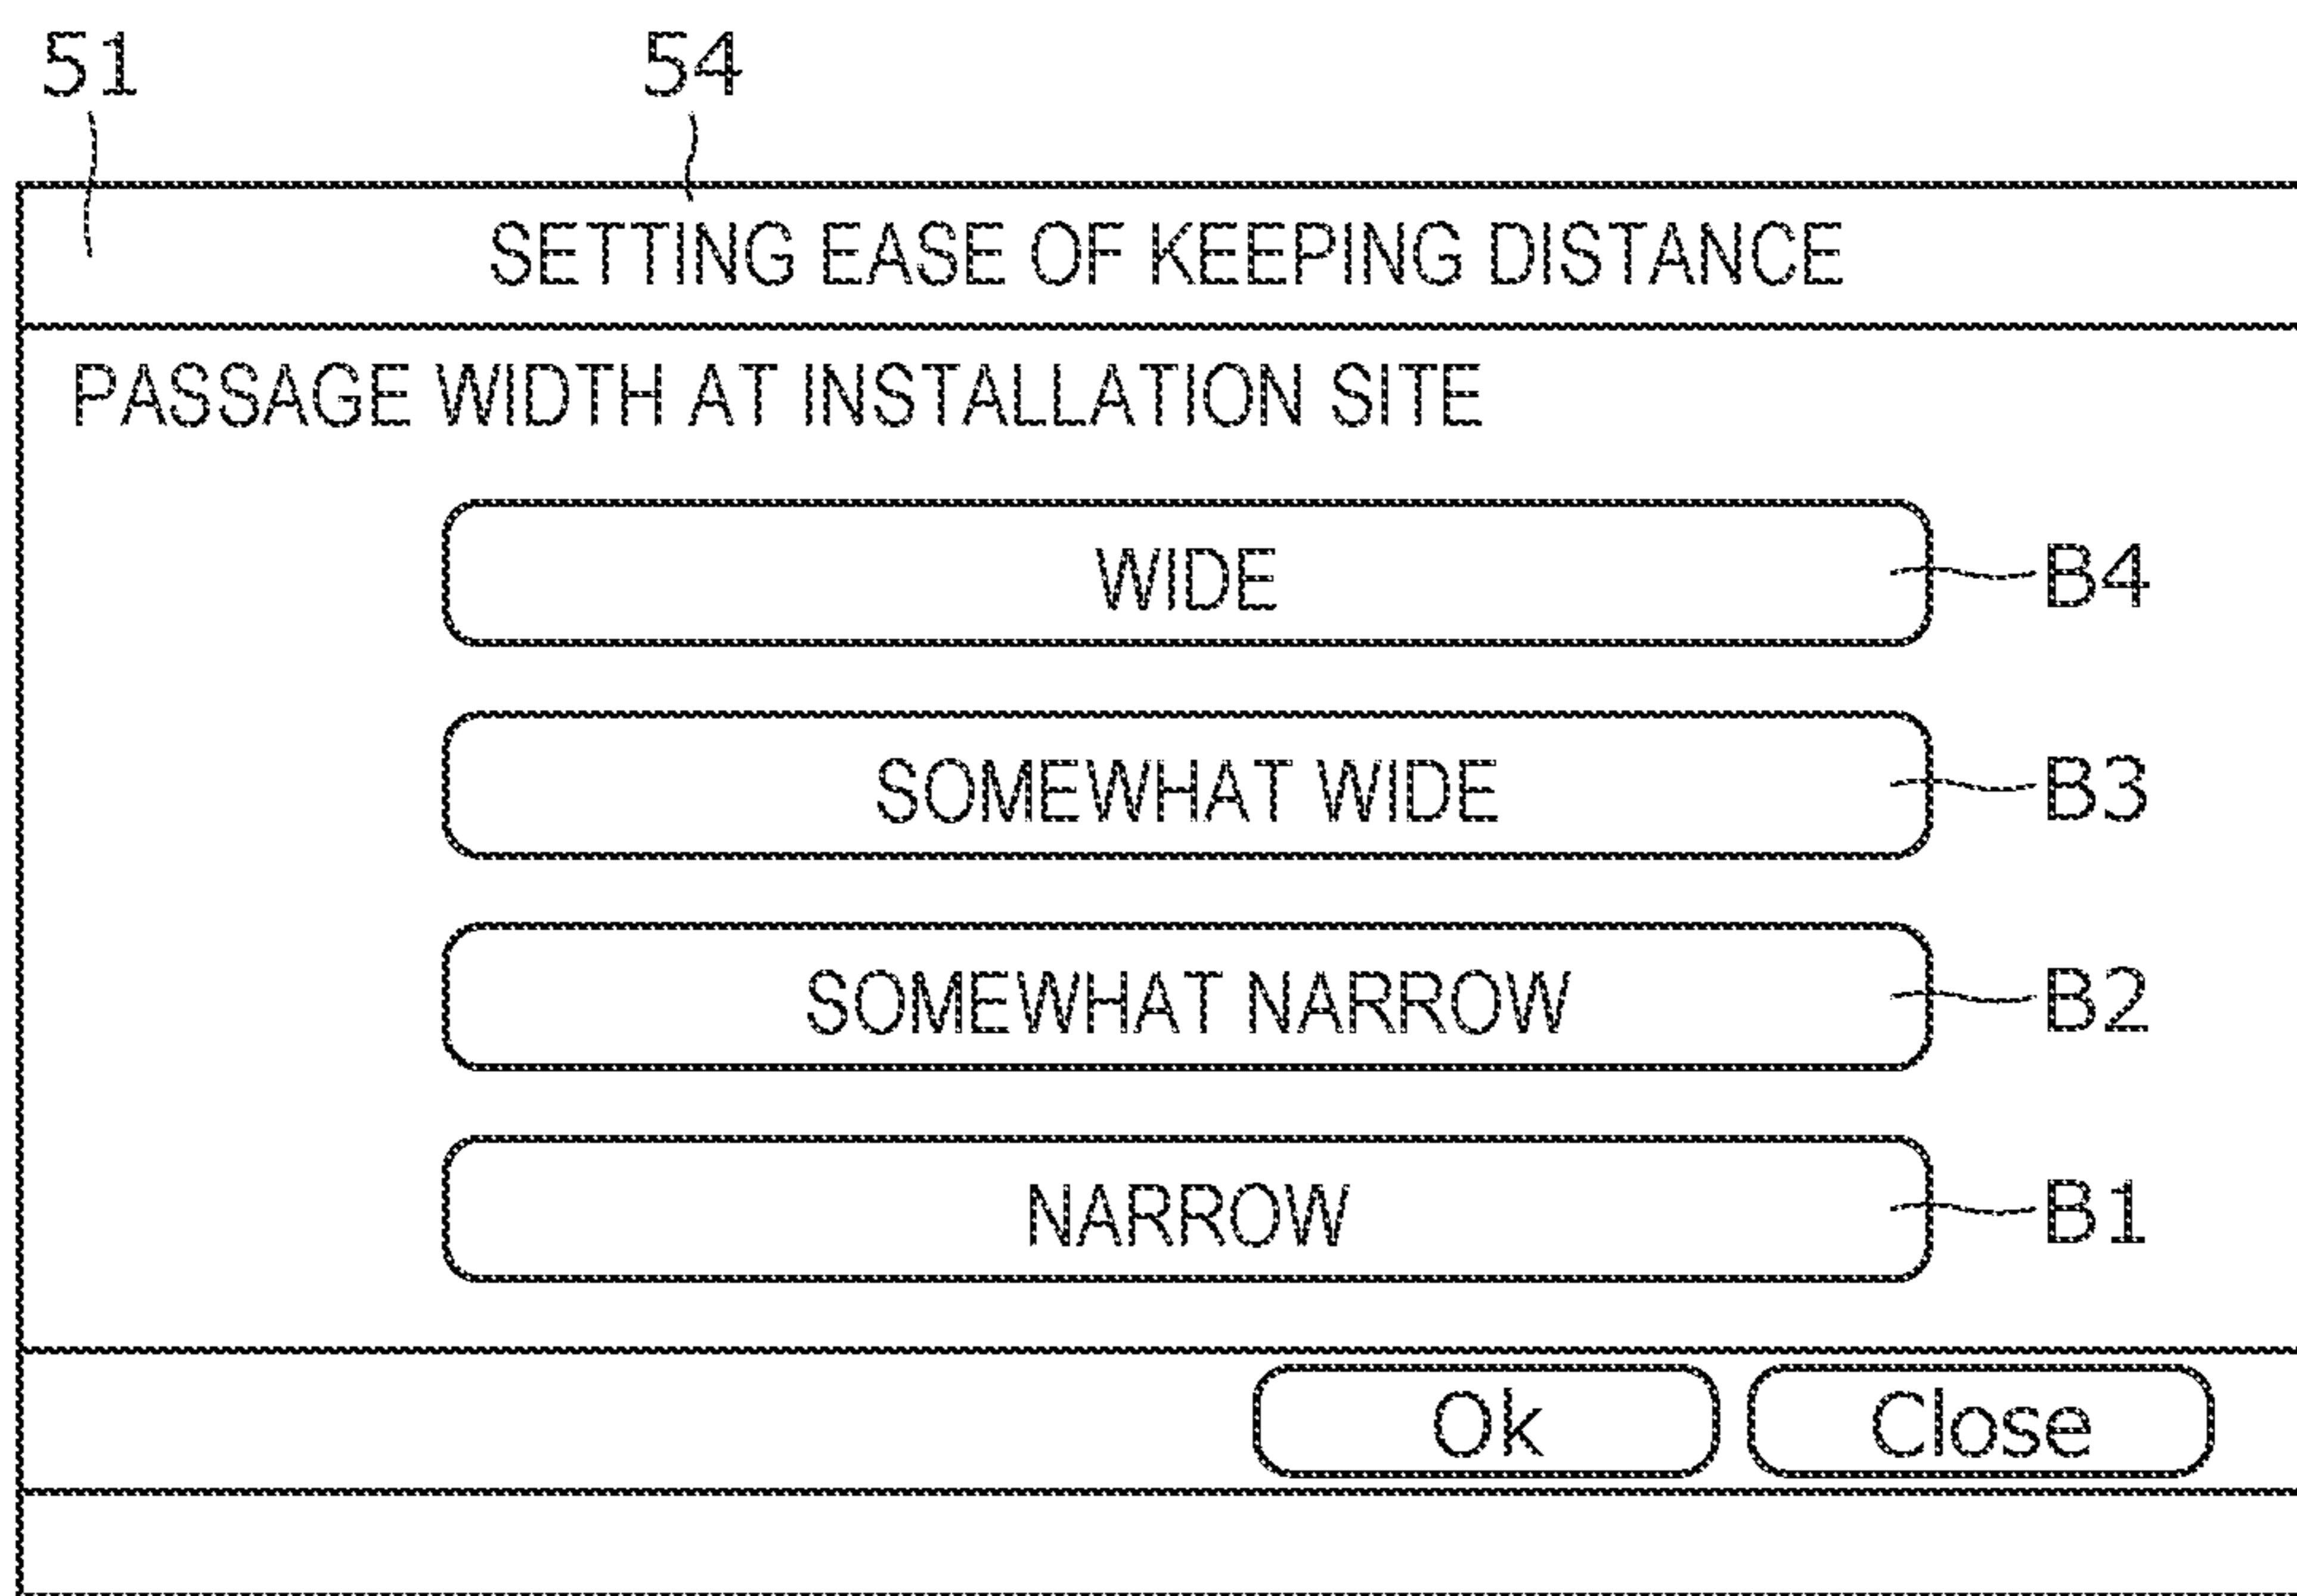 51 54
SETTING EASE OF KEEPING DISTANCE
PASSAGE WIDTH AT INSTALLATION SITE
WIDE B4
SOMEWHAT WIDE B3
SOMEWHAT NARROW B2
NARROW B1
Ok Close